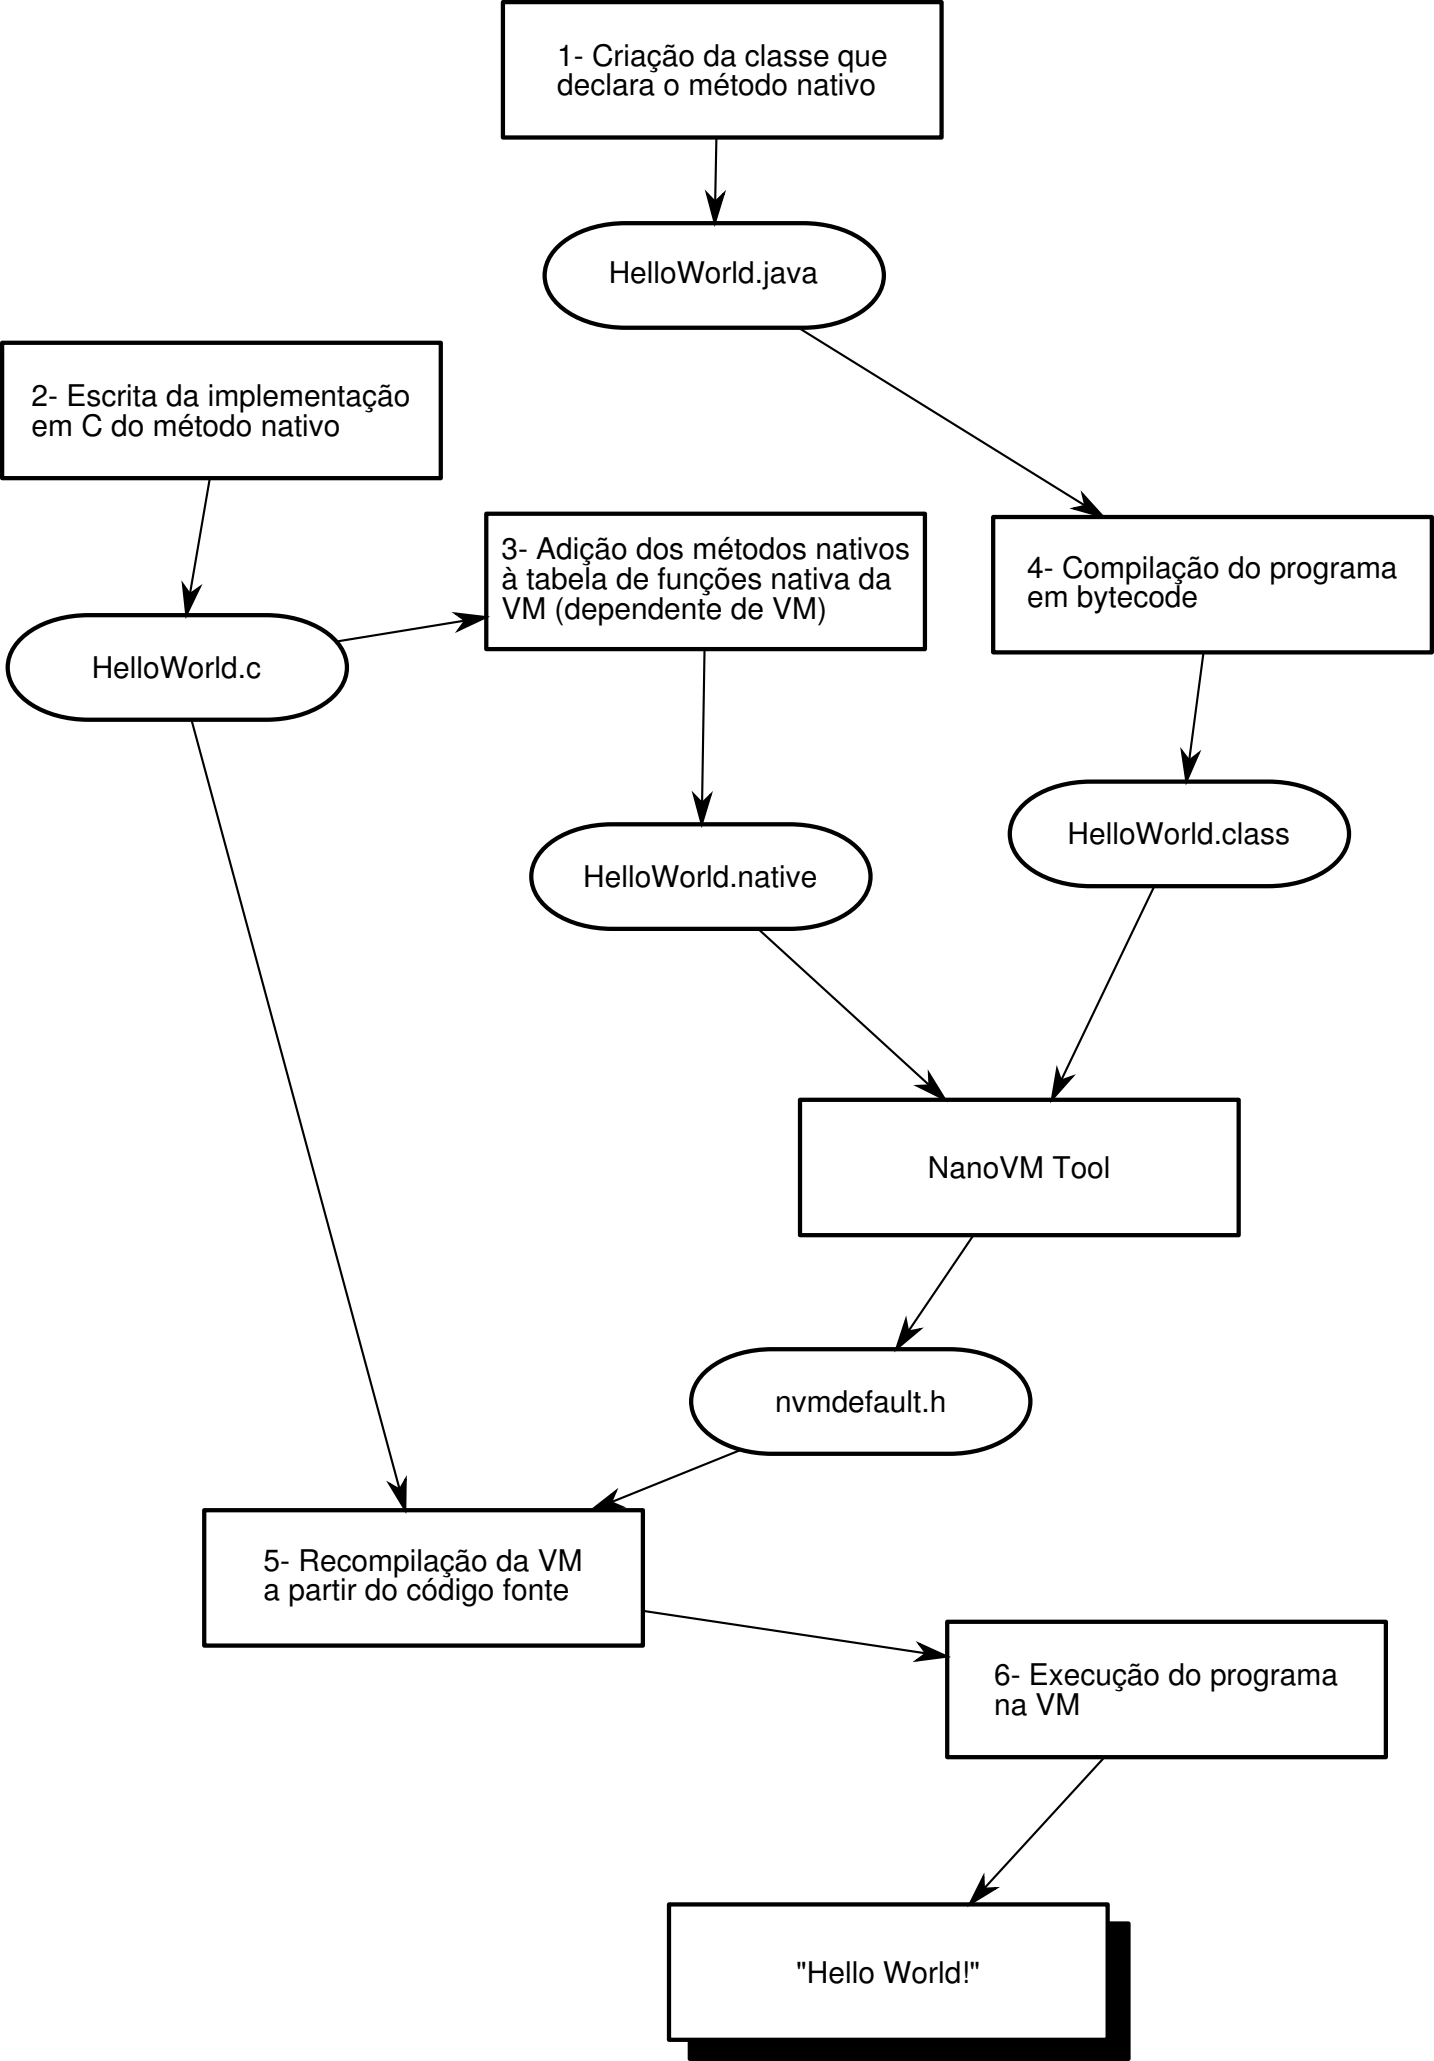 1- Criação da classe que
declara o método nativo
HelloWorld.java
2- Escrita da implementação
em C do método nativo
3- Adição dos métodos nativos
à tabela de funções nativa da
VM (dependente de VM)
4- Compilação do programa
em bytecode
HelloWorld.c
HelloWorld.class
HelloWorld.native
NanoVM Tool
nvmdefault.h
5- Recompilação da VM
a partir do código fonte
6- Execução do programa
na VM
"Hello World!"